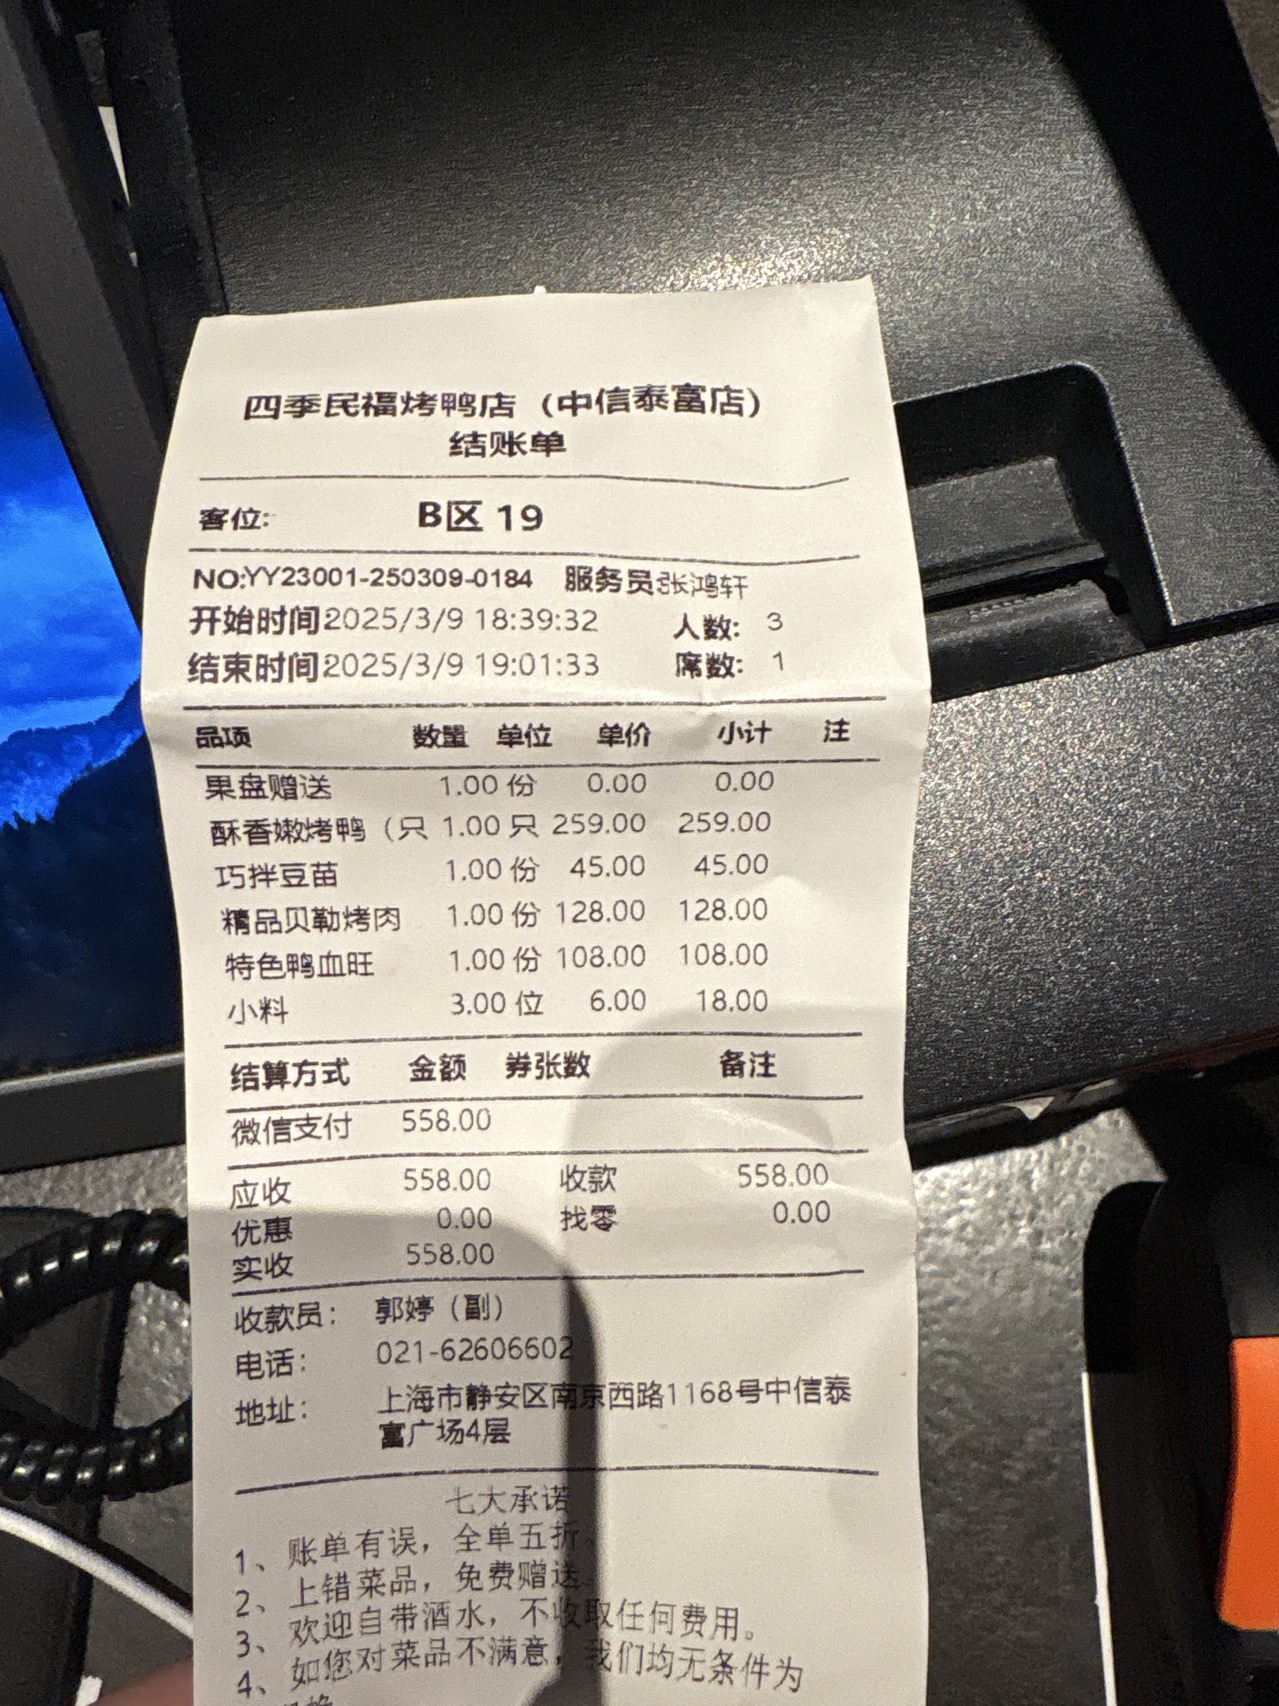 四季民福烤鸭店（中信泰富店）
结账单
客位: B区 19
NO:YY23001-250309-0184 服务员张鸿轩
开始时间2025/3/9 18:39:32 人数: 3
结束时间2025/3/9 19:01:33 席数: 1
品项 数量 单位 单价 小计 注
果盘赠送 1.00 份 0.00 0.00
酥香嫩烤鸭（只 1.00 只 259.00 259.00
巧拌豆苗 1.00 份 45.00 45.00
精品贝勒烤肉 1.00 份 128.00 128.00
特色鸭血旺 1.00 份 108.00 108.00
小料 3.00 位 6.00 18.00
结算方式 金额 券张数 备注
微信支付 558.00
应收 558.00 收款 558.00
优惠 0.00 找零 0.00
实收 558.00
收款员: 郭婷（副）
电话: 021-62606602
地址: 上海市静安区南京西路1168号中信泰
富广场4层
七大承诺
1、账单有误，全单五折。
2、上错菜品，免费赠送。
3、欢迎自带酒水，不收取任何费用。
4、如您对菜品不满意，我们均无条件为